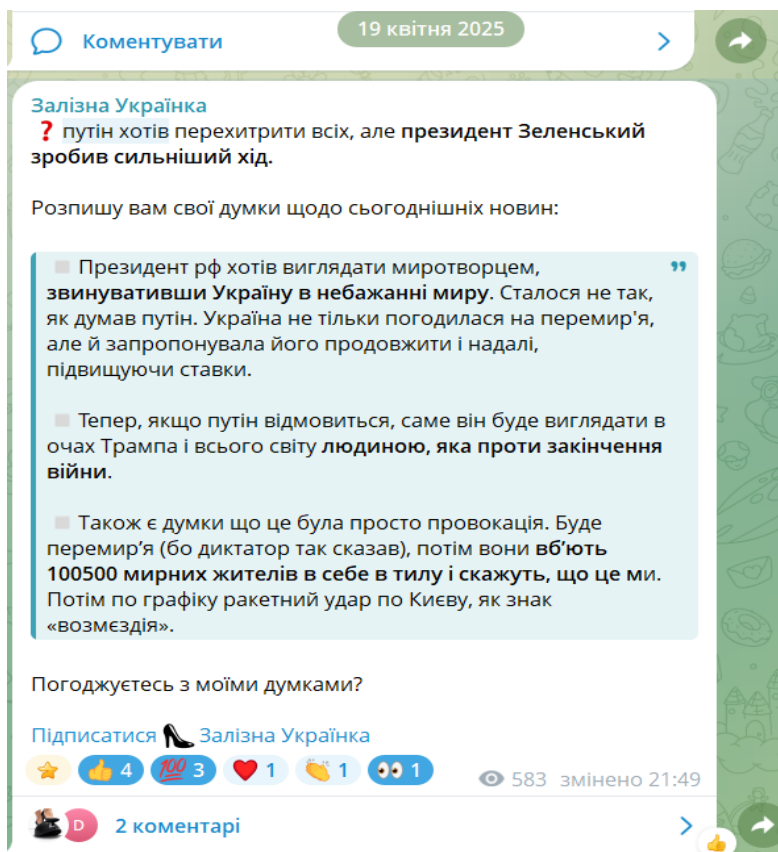 19 квітня 2025
Коментувати
Залізна Українка
❓ путін хотів перехитрити всіх, але президент Зеленський
зробив сильніший хід.
Розпишу вам свої думки щодо сьогоднішніх новин:
Президент рф хотів виглядати миротворцем,
звинувативши Україну в небажанні миру. Сталося не так,
як думав путін. Україна не тільки погодилася на перемир'я,
але й запропонувала його продовжити і надалі,
підвищуючи ставки.
Тепер, якщо путін відмовиться, саме він буде виглядати в
очах Трампа і всього світу людиною, яка проти закінчення
війни.
Також є думки що це була просто провокація. Буде
перемир’я (бо диктатор так сказав), потім вони вб’ють
100500 мирних жителів в себе в тилу і скажуть, що це ми.
Потім по графіку ракетний удар по Києву, як знак
«возмєздія».
Погоджуєтесь з моїми думками?
Підписатися 👠 Залізна Українка
⭐ 👍 4 💯 3 ❤️ 1 👏 1 👀 1 583 змінено 21:49
D 2 коментарі